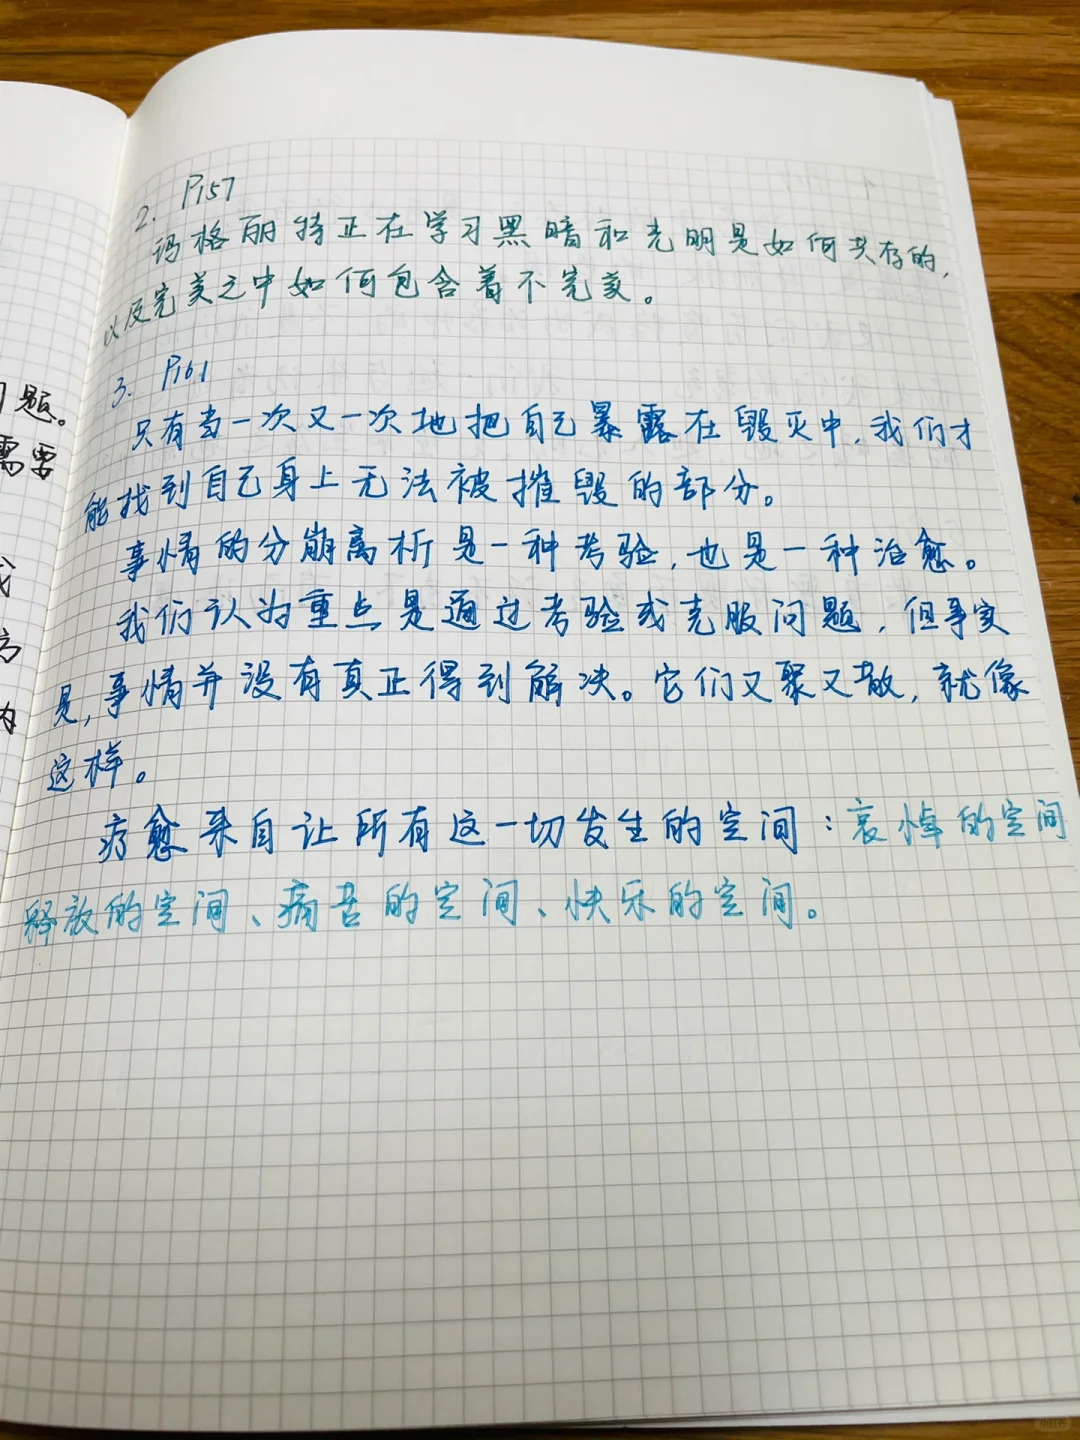 2. P157
玛格丽特正在学习黑暗和光明是如何共存的,
以及完美之中如何包含着不完美。
3. P161
只有当一次又一次地把自己暴露在毁灭中,我们才
能找到自己身上无法被摧毁的部分。
事情的分崩离析是一种考验,也是一种治愈。
我们认为重点是通过考验或克服问题,但事实
是,事情并没有真正得到解决。它们又聚又散,就像
这样。
疗愈来自让所有这一切发生的空间:哀悼的空间
释放的空间、痛苦的空间、快乐的空间。
题。
需要
我
方
内